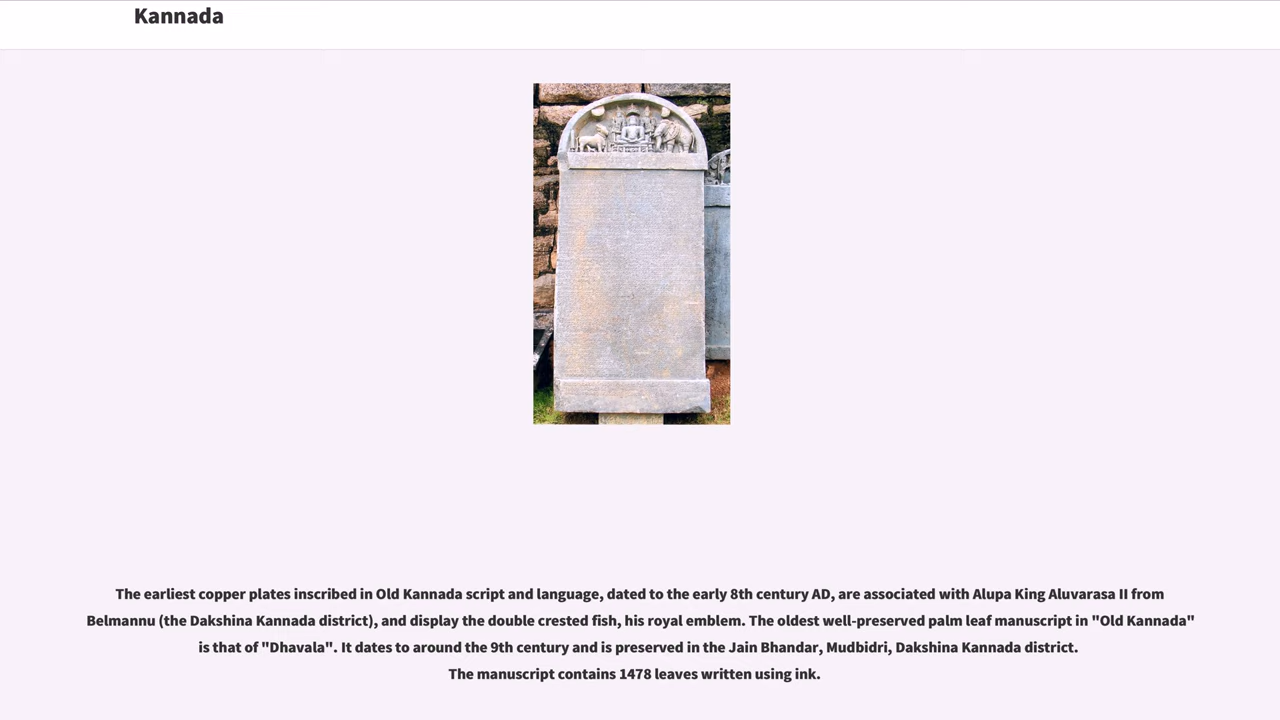 Kannada
The earliest copper plates inscribed in Old Kannada script and language, dated to the early 8th century AD, are associated with Alupa King Aluvarasa II from
Belmannu (the Dakshina Kannada district), and display the double crested fish, his royal emblem. The oldest well-preserved palm leaf manuscript in "Old Kannada"
is that of "Dhavala". It dates to around the 9th century and is preserved in the Jain Bhandar, Mudbidri, Dakshina Kannada district.
The manuscript contains 1478 leaves written using ink.